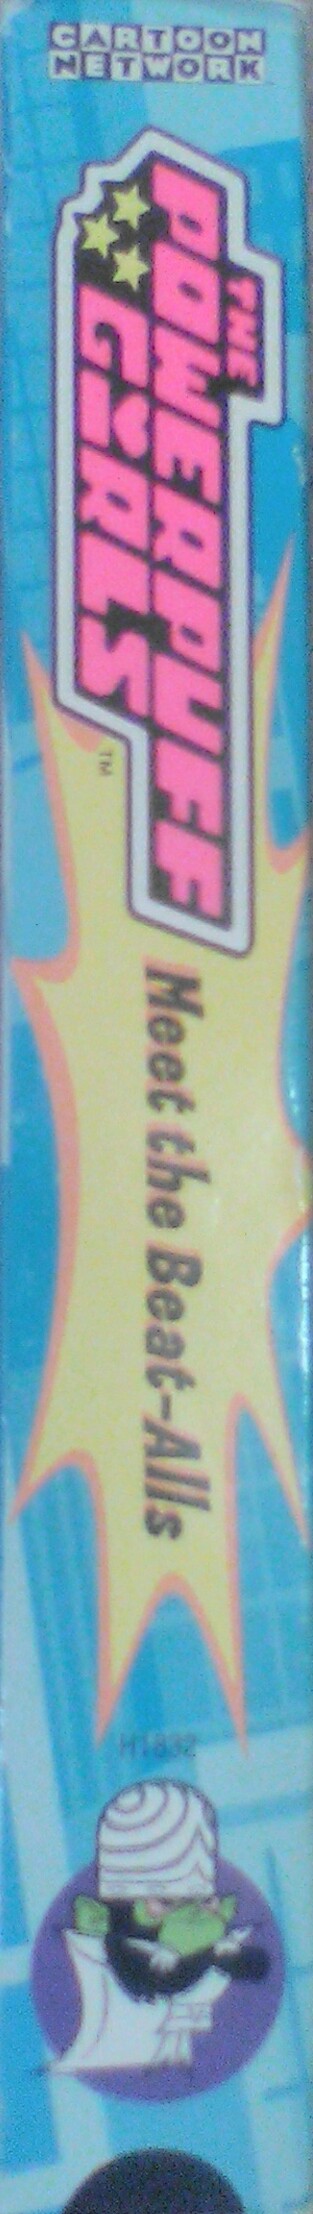 CARTOON
NETWORK
THE
POWERPUFF
GIRLS
TM
Meet the Beat-Alls
H1832